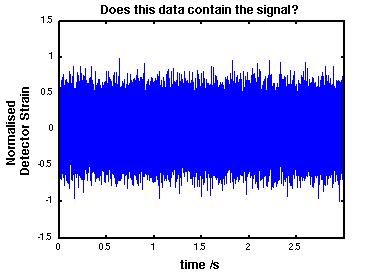 Does this data contain the signal?
1.5
1
0.5
0
-0.5
-1
-1.5
Normalised
Detector Strain
0 0.5 1 1.5 2 2.5
time /s